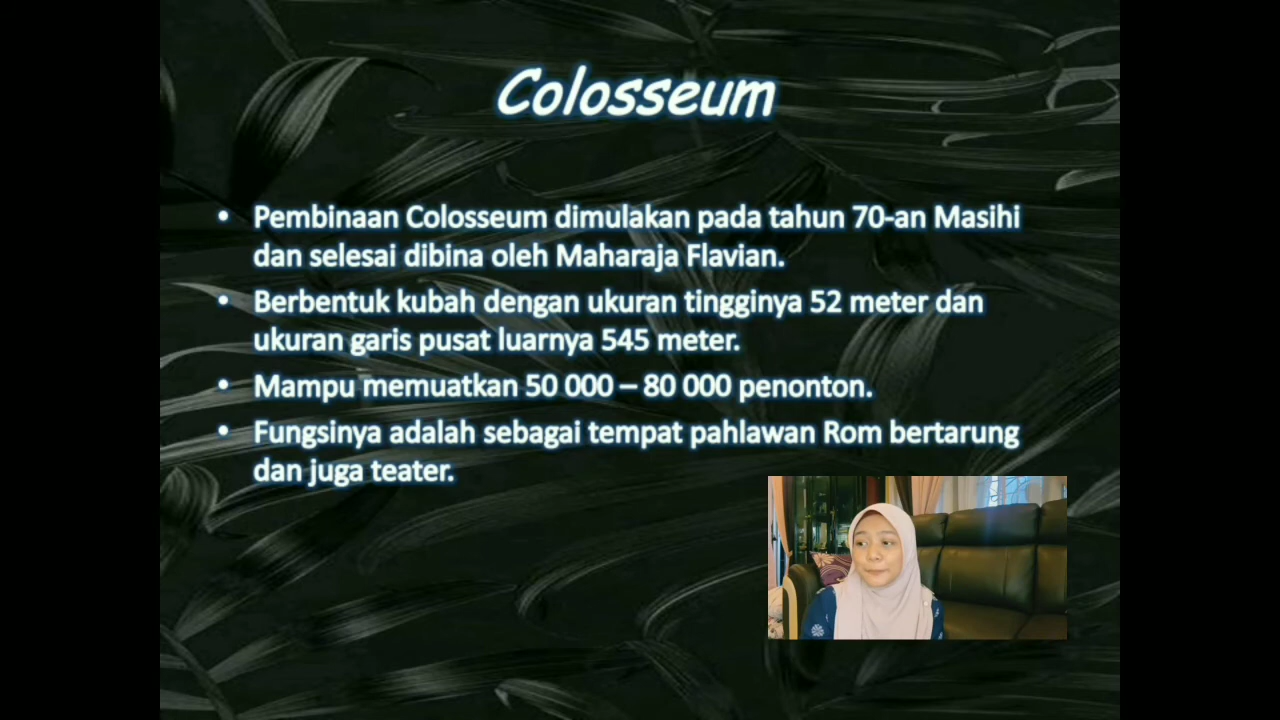 Colosseum
• Pembinaan Colosseum dimulakan pada tahun 70-an Masihi
dan selesai dibina oleh Maharaja Flavian.
• Berbentuk kubah dengan ukuran tingginya 52 meter dan
ukuran garis pusat luarnya 545 meter.
• Mampu memuatkan 50 000 – 80 000 penonton.
• Fungsinya adalah sebagai tempat pahlawan Rom bertarung
dan juga teater.